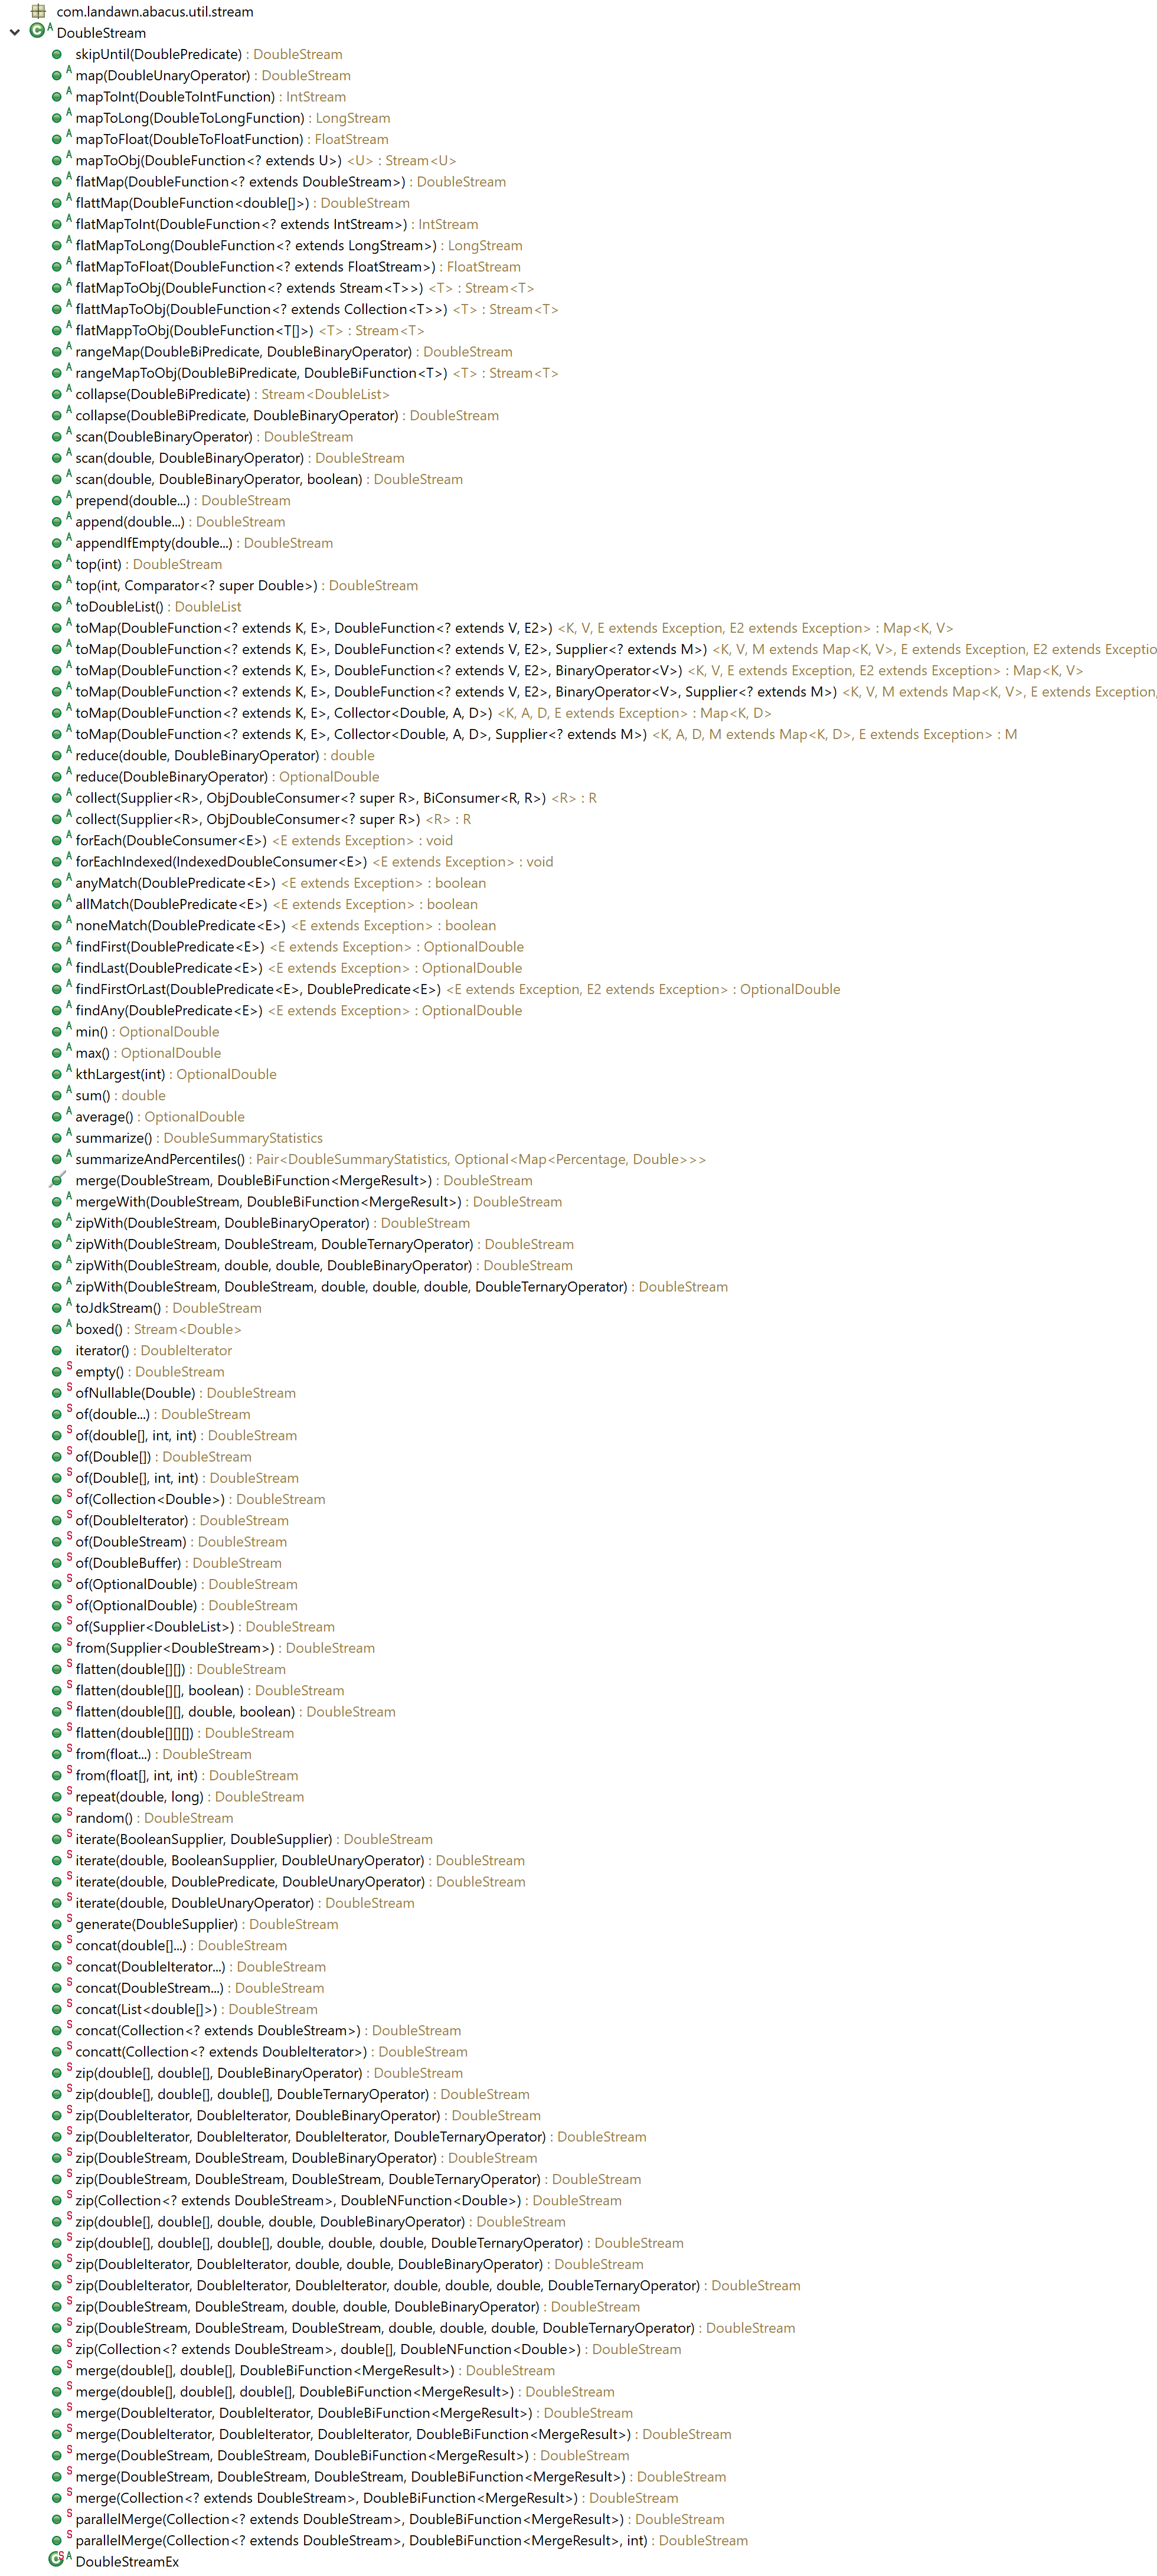 com.landawn.abacus.util.stream
DoubleStream
skipUntil(DoublePredicate) : DoubleStream
map(DoubleUnaryOperator) : DoubleStream
mapToInt(DoubleToIntFunction) : IntStream
mapToLong(DoubleToLongFunction) : LongStream
mapToFloat(DoubleToFloatFunction) : FloatStream
mapToObj(DoubleFunction<? extends U>) <U> : Stream<U>
flatMap(DoubleFunction<? extends DoubleStream>) : DoubleStream
flattMap(DoubleFunction<double[]>) : DoubleStream
flatMapToInt(DoubleFunction<? extends IntStream>) : IntStream
flatMapToLong(DoubleFunction<? extends LongStream>) : LongStream
flatMapToFloat(DoubleFunction<? extends FloatStream>) : FloatStream
flatMapToObj(DoubleFunction<? extends Stream<T>>) <T> : Stream<T>
flattMapToObj(DoubleFunction<? extends Collection<T>>) <T> : Stream<T>
flatMappToObj(DoubleFunction<T[]>) <T> : Stream<T>
rangeMap(DoubleBiPredicate, DoubleBinaryOperator) : DoubleStream
rangeMapToObj(DoubleBiPredicate, DoubleBiFunction<T>) <T> : Stream<T>
collapse(DoubleBiPredicate) : Stream<DoubleList>
collapse(DoubleBiPredicate, DoubleBinaryOperator) : DoubleStream
scan(DoubleBinaryOperator) : DoubleStream
scan(double, DoubleBinaryOperator) : DoubleStream
scan(double, DoubleBinaryOperator, boolean) : DoubleStream
prepend(double...) : DoubleStream
append(double...) : DoubleStream
appendIfEmpty(double...) : DoubleStream
top(int) : DoubleStream
top(int, Comparator<? super Double>) : DoubleStream
toDoubleList() : DoubleList
toMap(DoubleFunction<? extends K, E>, DoubleFunction<? extends V, E2>) <K, V, E extends Exception, E2 extends Exception> : Map<K, V>
toMap(DoubleFunction<? extends K, E>, DoubleFunction<? extends V, E2>, Supplier<? extends M>) <K, V, M extends Map<K, V>, E extends Exception, E2 extends Exceptio
toMap(DoubleFunction<? extends K, E>, DoubleFunction<? extends V, E2>, BinaryOperator<V>) <K, V, E extends Exception, E2 extends Exception> : Map<K, V>
toMap(DoubleFunction<? extends K, E>, DoubleFunction<? extends V, E2>, BinaryOperator<V>, Supplier<? extends M>) <K, V, M extends Map<K, V>, E extends Exception,
toMap(DoubleFunction<? extends K, E>, Collector<Double, A, D>) <K, A, D, E extends Exception> : Map<K, D>
toMap(DoubleFunction<? extends K, E>, Collector<Double, A, D>, Supplier<? extends M>) <K, A, D, M extends Map<K, D>, E extends Exception> : M
reduce(double, DoubleBinaryOperator) : double
reduce(DoubleBinaryOperator) : OptionalDouble
collect(Supplier<R>, ObjDoubleConsumer<? super R>, BiConsumer<R, R>) <R> : R
collect(Supplier<R>, ObjDoubleConsumer<? super R>) <R> : R
forEach(DoubleConsumer<E>) <E extends Exception> : void
forEachIndexed(IndexedDoubleConsumer<E>) <E extends Exception> : void
anyMatch(DoublePredicate<E>) <E extends Exception> : boolean
allMatch(DoublePredicate<E>) <E extends Exception> : boolean
noneMatch(DoublePredicate<E>) <E extends Exception> : boolean
findFirst(DoublePredicate<E>) <E extends Exception> : OptionalDouble
findLast(DoublePredicate<E>) <E extends Exception> : OptionalDouble
findFirstOrLast(DoublePredicate<E>, DoublePredicate<E>) <E extends Exception, E2 extends Exception> : OptionalDouble
findAny(DoublePredicate<E>) <E extends Exception> : OptionalDouble
min() : OptionalDouble
max() : OptionalDouble
kthLargest(int) : OptionalDouble
sum() : double
average() : OptionalDouble
summarize() : DoubleSummaryStatistics
summarizeAndPercentiles() : Pair<DoubleSummaryStatistics, Optional<Map<Percentage, Double>>>
merge(DoubleStream, DoubleBiFunction<MergeResult>) : DoubleStream
mergeWith(DoubleStream, DoubleBiFunction<MergeResult>) : DoubleStream
zipWith(DoubleStream, DoubleBinaryOperator) : DoubleStream
zipWith(DoubleStream, DoubleStream, DoubleTernaryOperator) : DoubleStream
zipWith(DoubleStream, double, double, DoubleBinaryOperator) : DoubleStream
zipWith(DoubleStream, DoubleStream, double, double, double, DoubleTernaryOperator) : DoubleStream
toJdkStream() : DoubleStream
boxed() : Stream<Double>
iterator() : DoubleIterator
empty() : DoubleStream
ofNullable(Double) : DoubleStream
of(double...) : DoubleStream
of(double[], int, int) : DoubleStream
of(Double[]) : DoubleStream
of(Double[], int, int) : DoubleStream
of(Collection<Double>) : DoubleStream
of(DoubleIterator) : DoubleStream
of(DoubleStream) : DoubleStream
of(DoubleBuffer) : DoubleStream
of(OptionalDouble) : DoubleStream
of(OptionalDouble) : DoubleStream
of(Supplier<DoubleList>) : DoubleStream
from(Supplier<DoubleStream>) : DoubleStream
flatten(double[][]) : DoubleStream
flatten(double[][], boolean) : DoubleStream
flatten(double[][], double, boolean) : DoubleStream
flatten(double[][][]) : DoubleStream
from(float...) : DoubleStream
from(float[], int, int) : DoubleStream
repeat(double, long) : DoubleStream
random() : DoubleStream
iterate(BooleanSupplier, DoubleSupplier) : DoubleStream
iterate(double, BooleanSupplier, DoubleUnaryOperator) : DoubleStream
iterate(double, DoublePredicate, DoubleUnaryOperator) : DoubleStream
iterate(double, DoubleUnaryOperator) : DoubleStream
generate(DoubleSupplier) : DoubleStream
concat(double[]...) : DoubleStream
concat(DoubleIterator...) : DoubleStream
concat(DoubleStream...) : DoubleStream
concat(List<double[]>) : DoubleStream
concat(Collection<? extends DoubleStream>) : DoubleStream
concatt(Collection<? extends DoubleIterator>) : DoubleStream
zip(double[], double[], DoubleBinaryOperator) : DoubleStream
zip(double[], double[], double[], DoubleTernaryOperator) : DoubleStream
zip(DoubleIterator, DoubleIterator, DoubleBinaryOperator) : DoubleStream
zip(DoubleIterator, DoubleIterator, DoubleIterator, DoubleTernaryOperator) : DoubleStream
zip(DoubleStream, DoubleStream, DoubleBinaryOperator) : DoubleStream
zip(DoubleStream, DoubleStream, DoubleStream, DoubleTernaryOperator) : DoubleStream
zip(Collection<? extends DoubleStream>, DoubleNFunction<Double>) : DoubleStream
zip(double[], double[], double, double, DoubleBinaryOperator) : DoubleStream
zip(double[], double[], double[], double, double, double, DoubleTernaryOperator) : DoubleStream
zip(DoubleIterator, DoubleIterator, double, double, DoubleBinaryOperator) : DoubleStream
zip(DoubleIterator, DoubleIterator, DoubleIterator, double, double, double, DoubleTernaryOperator) : DoubleStream
zip(DoubleStream, DoubleStream, double, double, DoubleBinaryOperator) : DoubleStream
zip(DoubleStream, DoubleStream, DoubleStream, double, double, double, DoubleTernaryOperator) : DoubleStream
zip(Collection<? extends DoubleStream>, double[], DoubleNFunction<Double>) : DoubleStream
merge(double[], double[], DoubleBiFunction<MergeResult>) : DoubleStream
merge(double[], double[], double[], DoubleBiFunction<MergeResult>) : DoubleStream
merge(DoubleIterator, DoubleIterator, DoubleBiFunction<MergeResult>) : DoubleStream
merge(DoubleIterator, DoubleIterator, DoubleIterator, DoubleBiFunction<MergeResult>) : DoubleStream
merge(DoubleStream, DoubleStream, DoubleBiFunction<MergeResult>) : DoubleStream
merge(DoubleStream, DoubleStream, DoubleStream, DoubleBiFunction<MergeResult>) : DoubleStream
merge(Collection<? extends DoubleStream>, DoubleBiFunction<MergeResult>) : DoubleStream
parallelMerge(Collection<? extends DoubleStream>, DoubleBiFunction<MergeResult>) : DoubleStream
parallelMerge(Collection<? extends DoubleStream>, DoubleBiFunction<MergeResult>, int) : DoubleStream
DoubleStreamEx